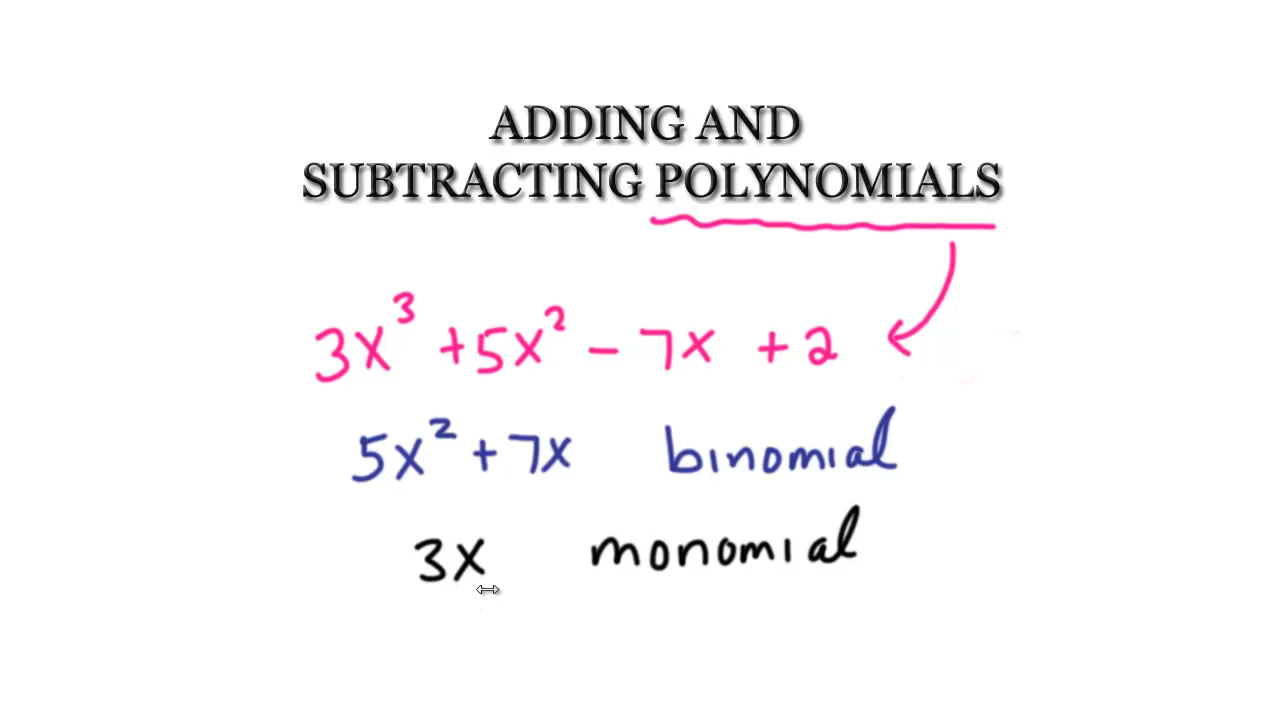 ADDING AND
SUBTRACTING POLYNOMIALS
3x³ + 5x² - 7x + 2
5x² + 7x binomial
3x monomial